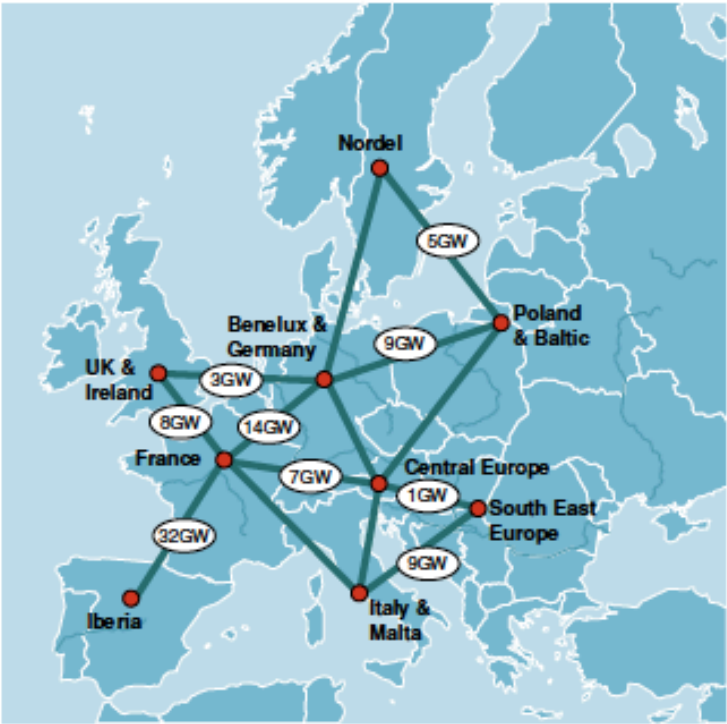 Nordel
5GW
Poland
& Baltic
Benelux &
Germany
9GW
UK &
Ireland
3GW
8GW
14GW
France
7GW
Central Europe
1GW
South East
Europe
32GW
9GW
Iberia
Italy &
Malta